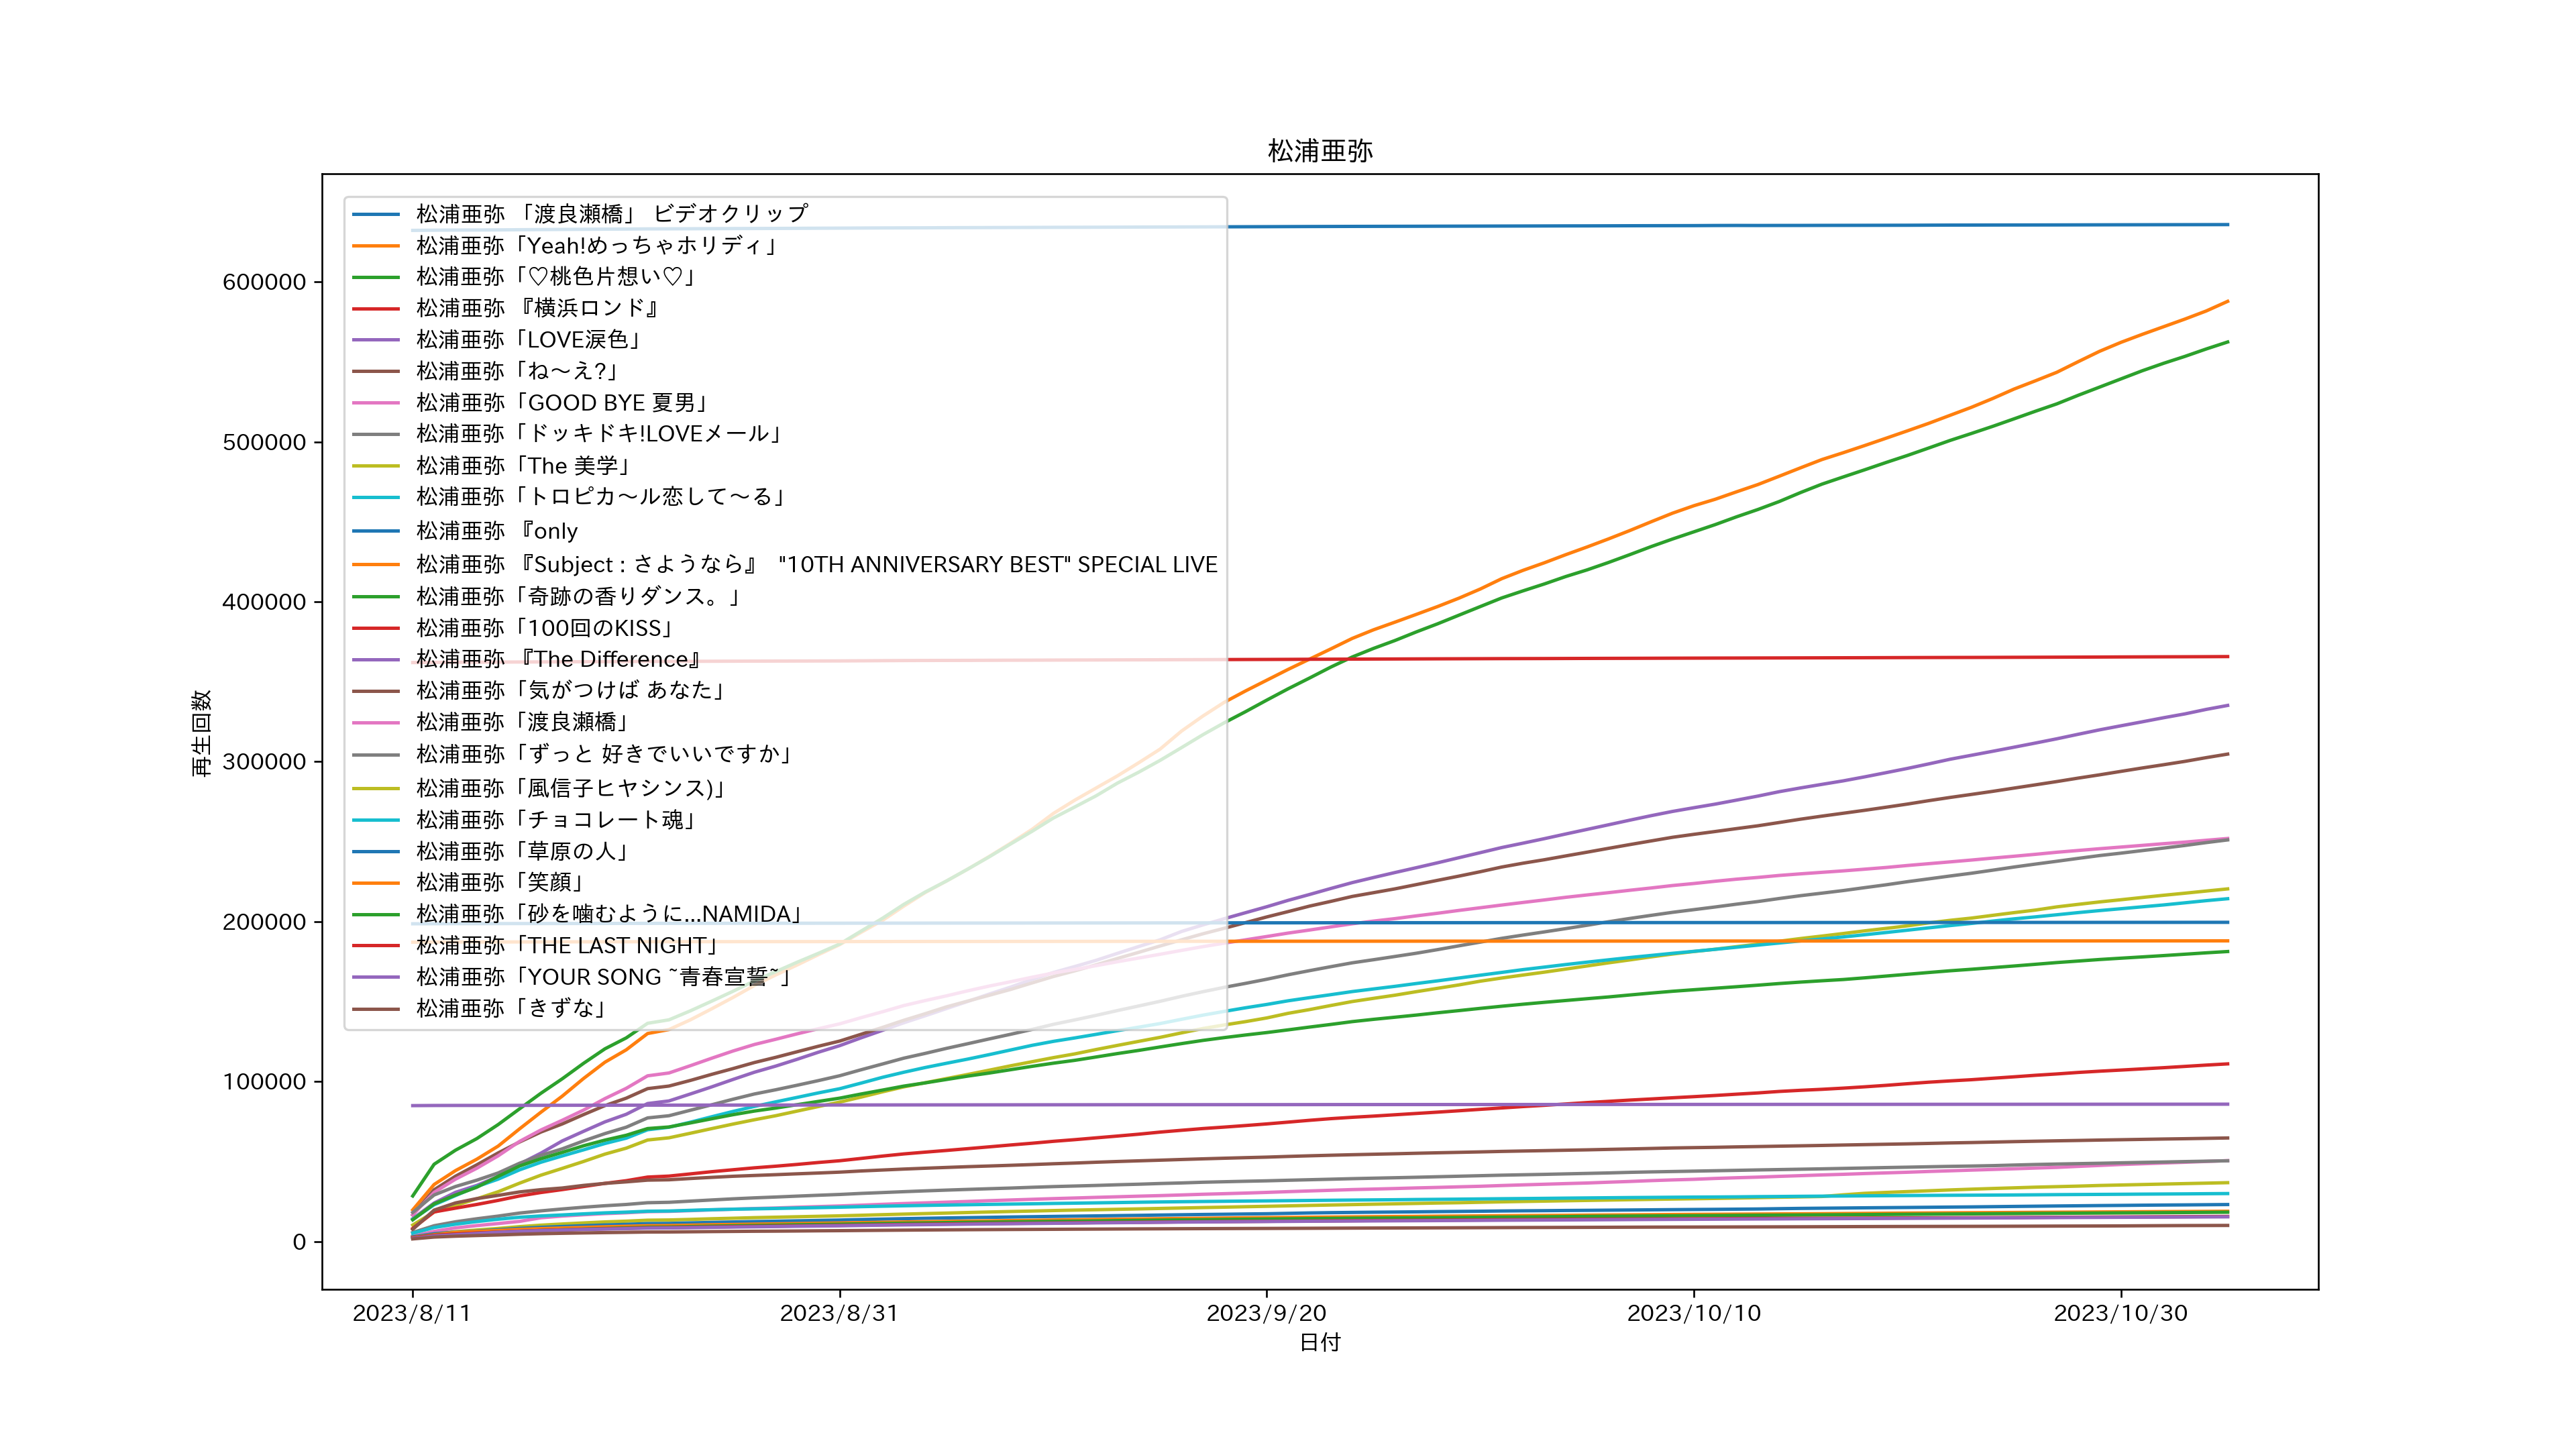 松浦亜弥
松浦亜弥 「渡良瀬橋」 ビデオクリップ
松浦亜弥「Yeah!めっちゃホリディ」
松浦亜弥「♡桃色片想い♡」
松浦亜弥 『横浜ロンド』
松浦亜弥「LOVE涙色」
松浦亜弥「ね〜え?」
松浦亜弥「GOOD BYE 夏男」
松浦亜弥「ドッキドキ!LOVEメール」
松浦亜弥「The 美学」
松浦亜弥「トロピカ〜ル恋して〜る」
松浦亜弥 『only
松浦亜弥 『Subject : さようなら』 "10TH ANNIVERSARY BEST" SPECIAL LIVE
松浦亜弥「奇跡の香りダンス。」
松浦亜弥「100回のKISS」
松浦亜弥 『The Difference』
松浦亜弥「気がつけば あなた」
松浦亜弥「渡良瀬橋」
松浦亜弥「ずっと 好きでいいですか」
松浦亜弥「風信子ヒヤシンス)」
松浦亜弥「チョコレート魂」
松浦亜弥「草原の人」
松浦亜弥「笑顔」
松浦亜弥「砂を噛むように…NAMIDA」
松浦亜弥「THE LAST NIGHT」
松浦亜弥「YOUR SONG ~青春宣誓~」
松浦亜弥「きずな」
再生回数
600000
500000
400000
300000
200000
100000
0
2023/8/11
2023/8/31
2023/9/20
2023/10/10
2023/10/30
日付